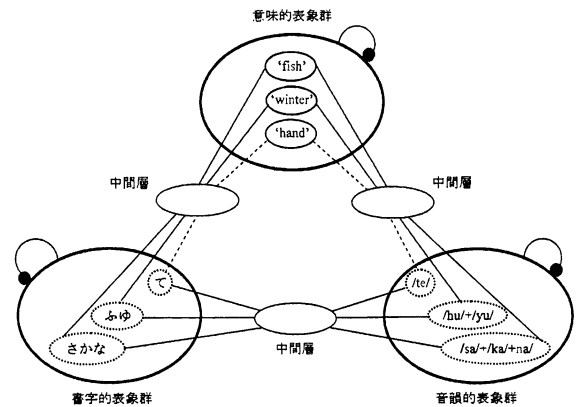 意味的表象群
‘fish’
‘winter’
‘hand’
中間層
中間層
て
/te/
ふゆ
/hu/+/yu/
さかな
/sa/+/ka/+na/
中間層
書字的表象群
音韻的表象群